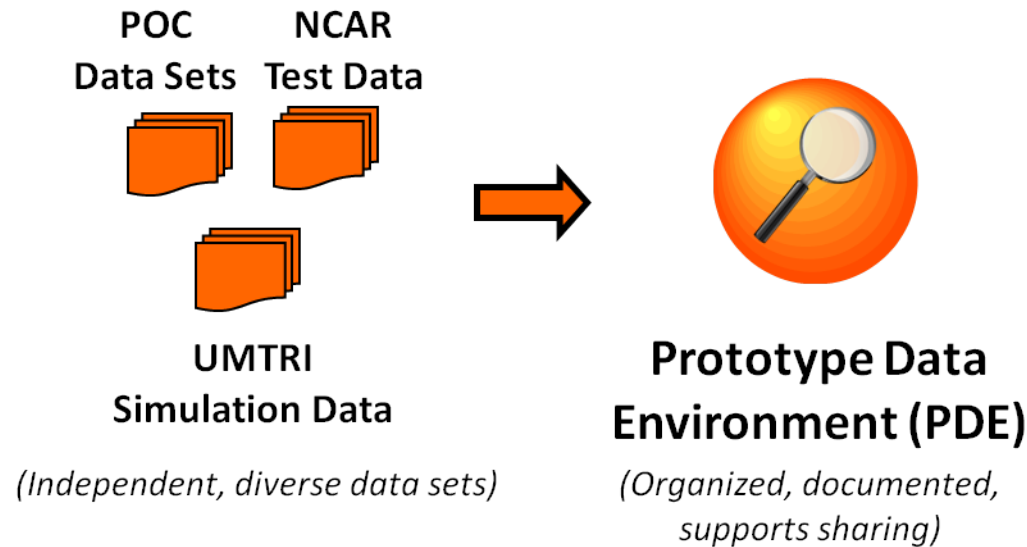 POC
Data Sets
NCAR
Test Data
UMTRI
Simulation Data
(Independent, diverse data sets)
Prototype Data
Environment (PDE)
(Organized, documented,
supports sharing)